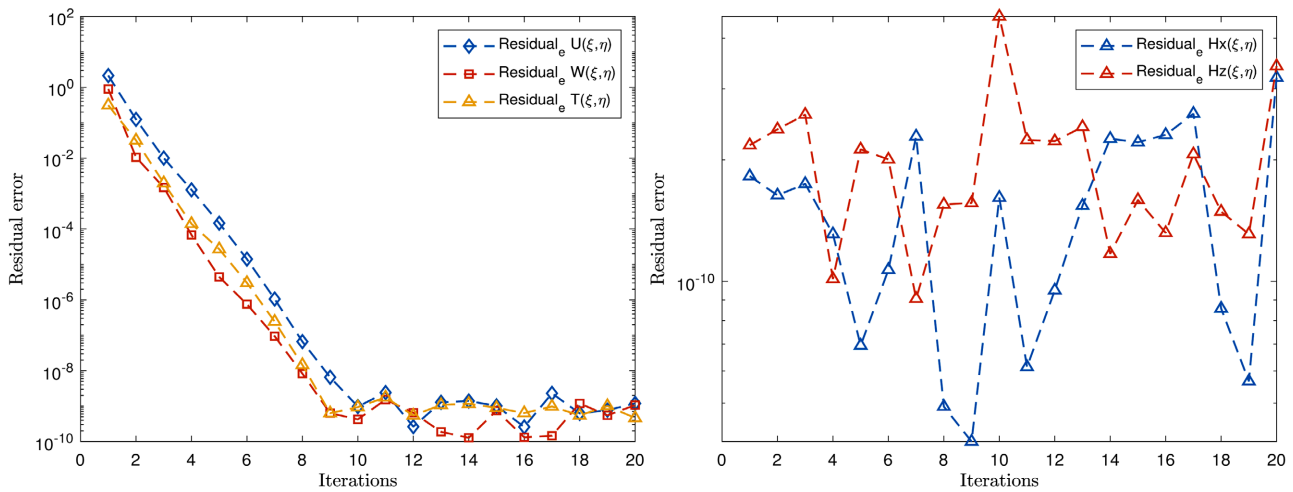 10^2
10^0
10^-2
10^-4
10^-6
10^-8
10^-10
Residual error
0 2 4 6 8 10 12 14 16 18 20
Iterations
Residual_e U(ξ,η)
Residual_e W(ξ,η)
Residual_e T(ξ,η)
10^-10
Residual error
0 2 4 6 8 10 12 14 16 18 20
Iterations
Residual_e Hx(ξ,η)
Residual_e Hz(ξ,η)